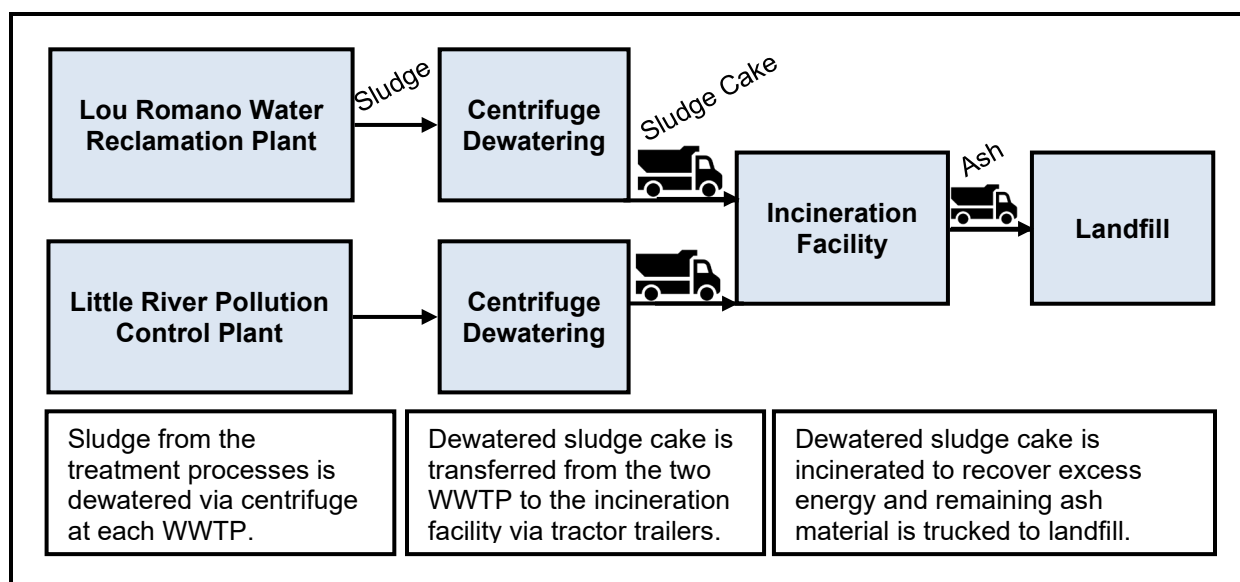 Lou Romano Water
Reclamation Plant
Sludge
Centrifuge
Dewatering
Sludge Cake
Incineration
Facility
Ash
Landfill
Little River Pollution
Control Plant
Centrifuge
Dewatering
Sludge from the
treatment processes is
dewatered via centrifuge
at each WWTP.
Dewatered sludge cake is
transferred from the two
WWTP to the incineration
facility via tractor trailers.
Dewatered sludge cake is
incinerated to recover excess
energy and remaining ash
material is trucked to landfill.